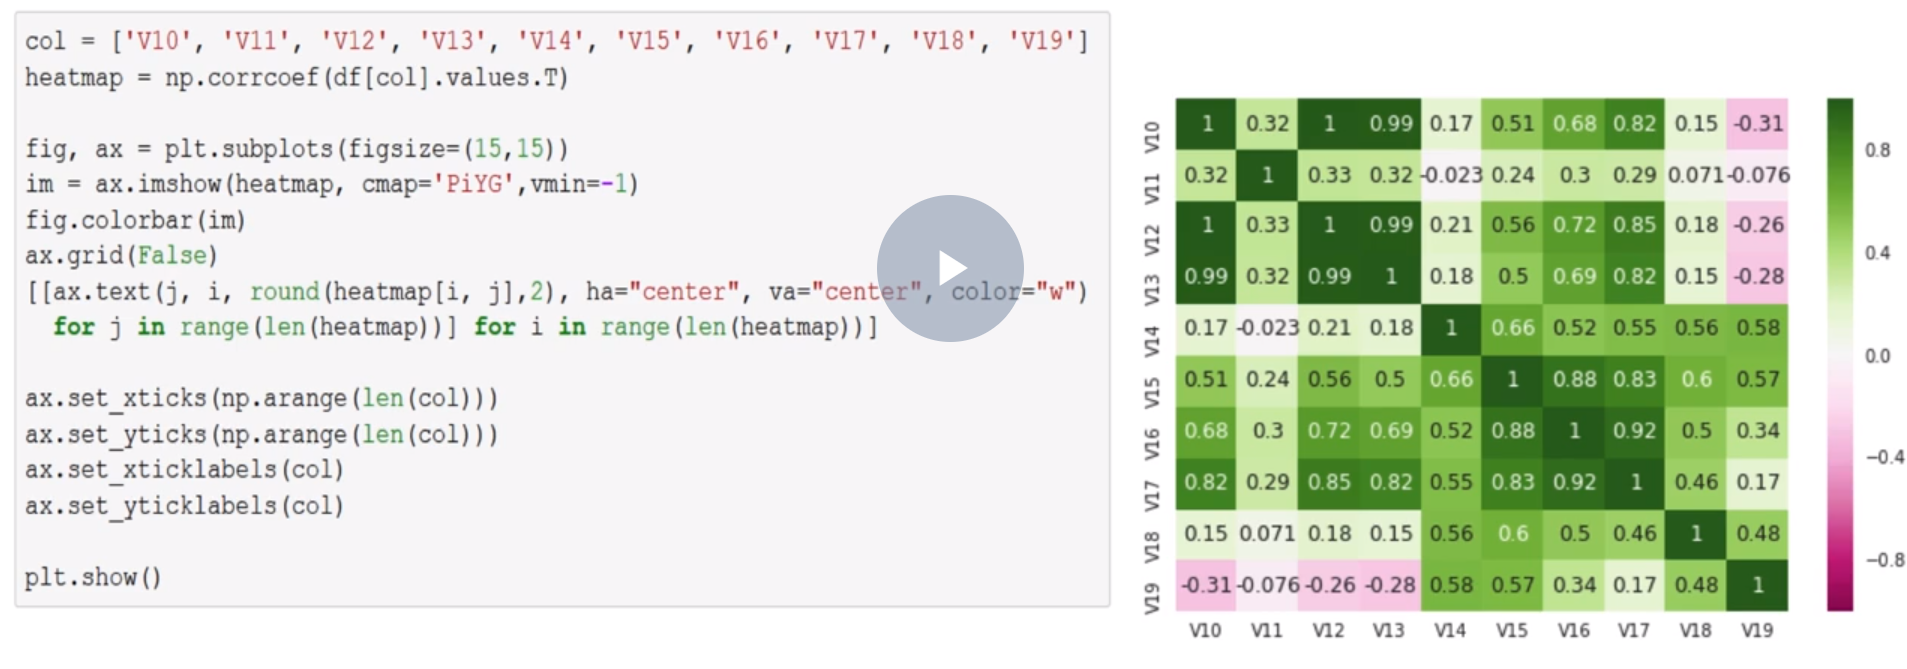 col = ['V10', 'V11', 'V12', 'V13', 'V14', 'V15', 'V16', 'V17', 'V18', 'V19']
heatmap = np.corrcoef(df[col].values.T)
fig, ax = plt.subplots(figsize=(15,15))
im = ax.imshow(heatmap, cmap='PiYG',vmin=-1)
fig.colorbar(im)
ax.grid(False)
[[ax.text(j, i, round(heatmap[i, j],2), ha="center", va="center", color="w")
for j in range(len(heatmap))] for i in range(len(heatmap))]
ax.set_xticks(np.arange(len(col)))
ax.set_yticks(np.arange(len(col)))
ax.set_xticklabels(col)
ax.set_yticklabels(col)
plt.show()
V10 1 0.32 1 0.99 0.17 0.51 0.68 0.82 0.15 -0.31
V11 0.32 1 0.33 0.32 -0.023 0.24 0.3 0.29 0.071 -0.076
V12 1 0.33 1 0.99 0.21 0.56 0.72 0.85 0.18 -0.26
V13 0.99 0.32 0.99 1 0.18 0.5 0.69 0.82 0.15 -0.28
V14 0.17 -0.023 0.21 0.18 1 0.66 0.52 0.55 0.56 0.58
V15 0.51 0.24 0.56 0.5 0.66 1 0.88 0.83 0.6 0.57
V16 0.68 0.3 0.72 0.69 0.52 0.88 1 0.92 0.5 0.34
V17 0.82 0.29 0.85 0.82 0.55 0.83 0.92 1 0.46 0.17
V18 0.15 0.071 0.18 0.15 0.56 0.6 0.5 0.46 1 0.48
V19 -0.31 -0.076 -0.26 -0.28 0.58 0.57 0.34 0.17 0.48 1
V10 V11 V12 V13 V14 V15 V16 V17 V18 V19
0.8
0.4
0.0
−0.4
−0.8